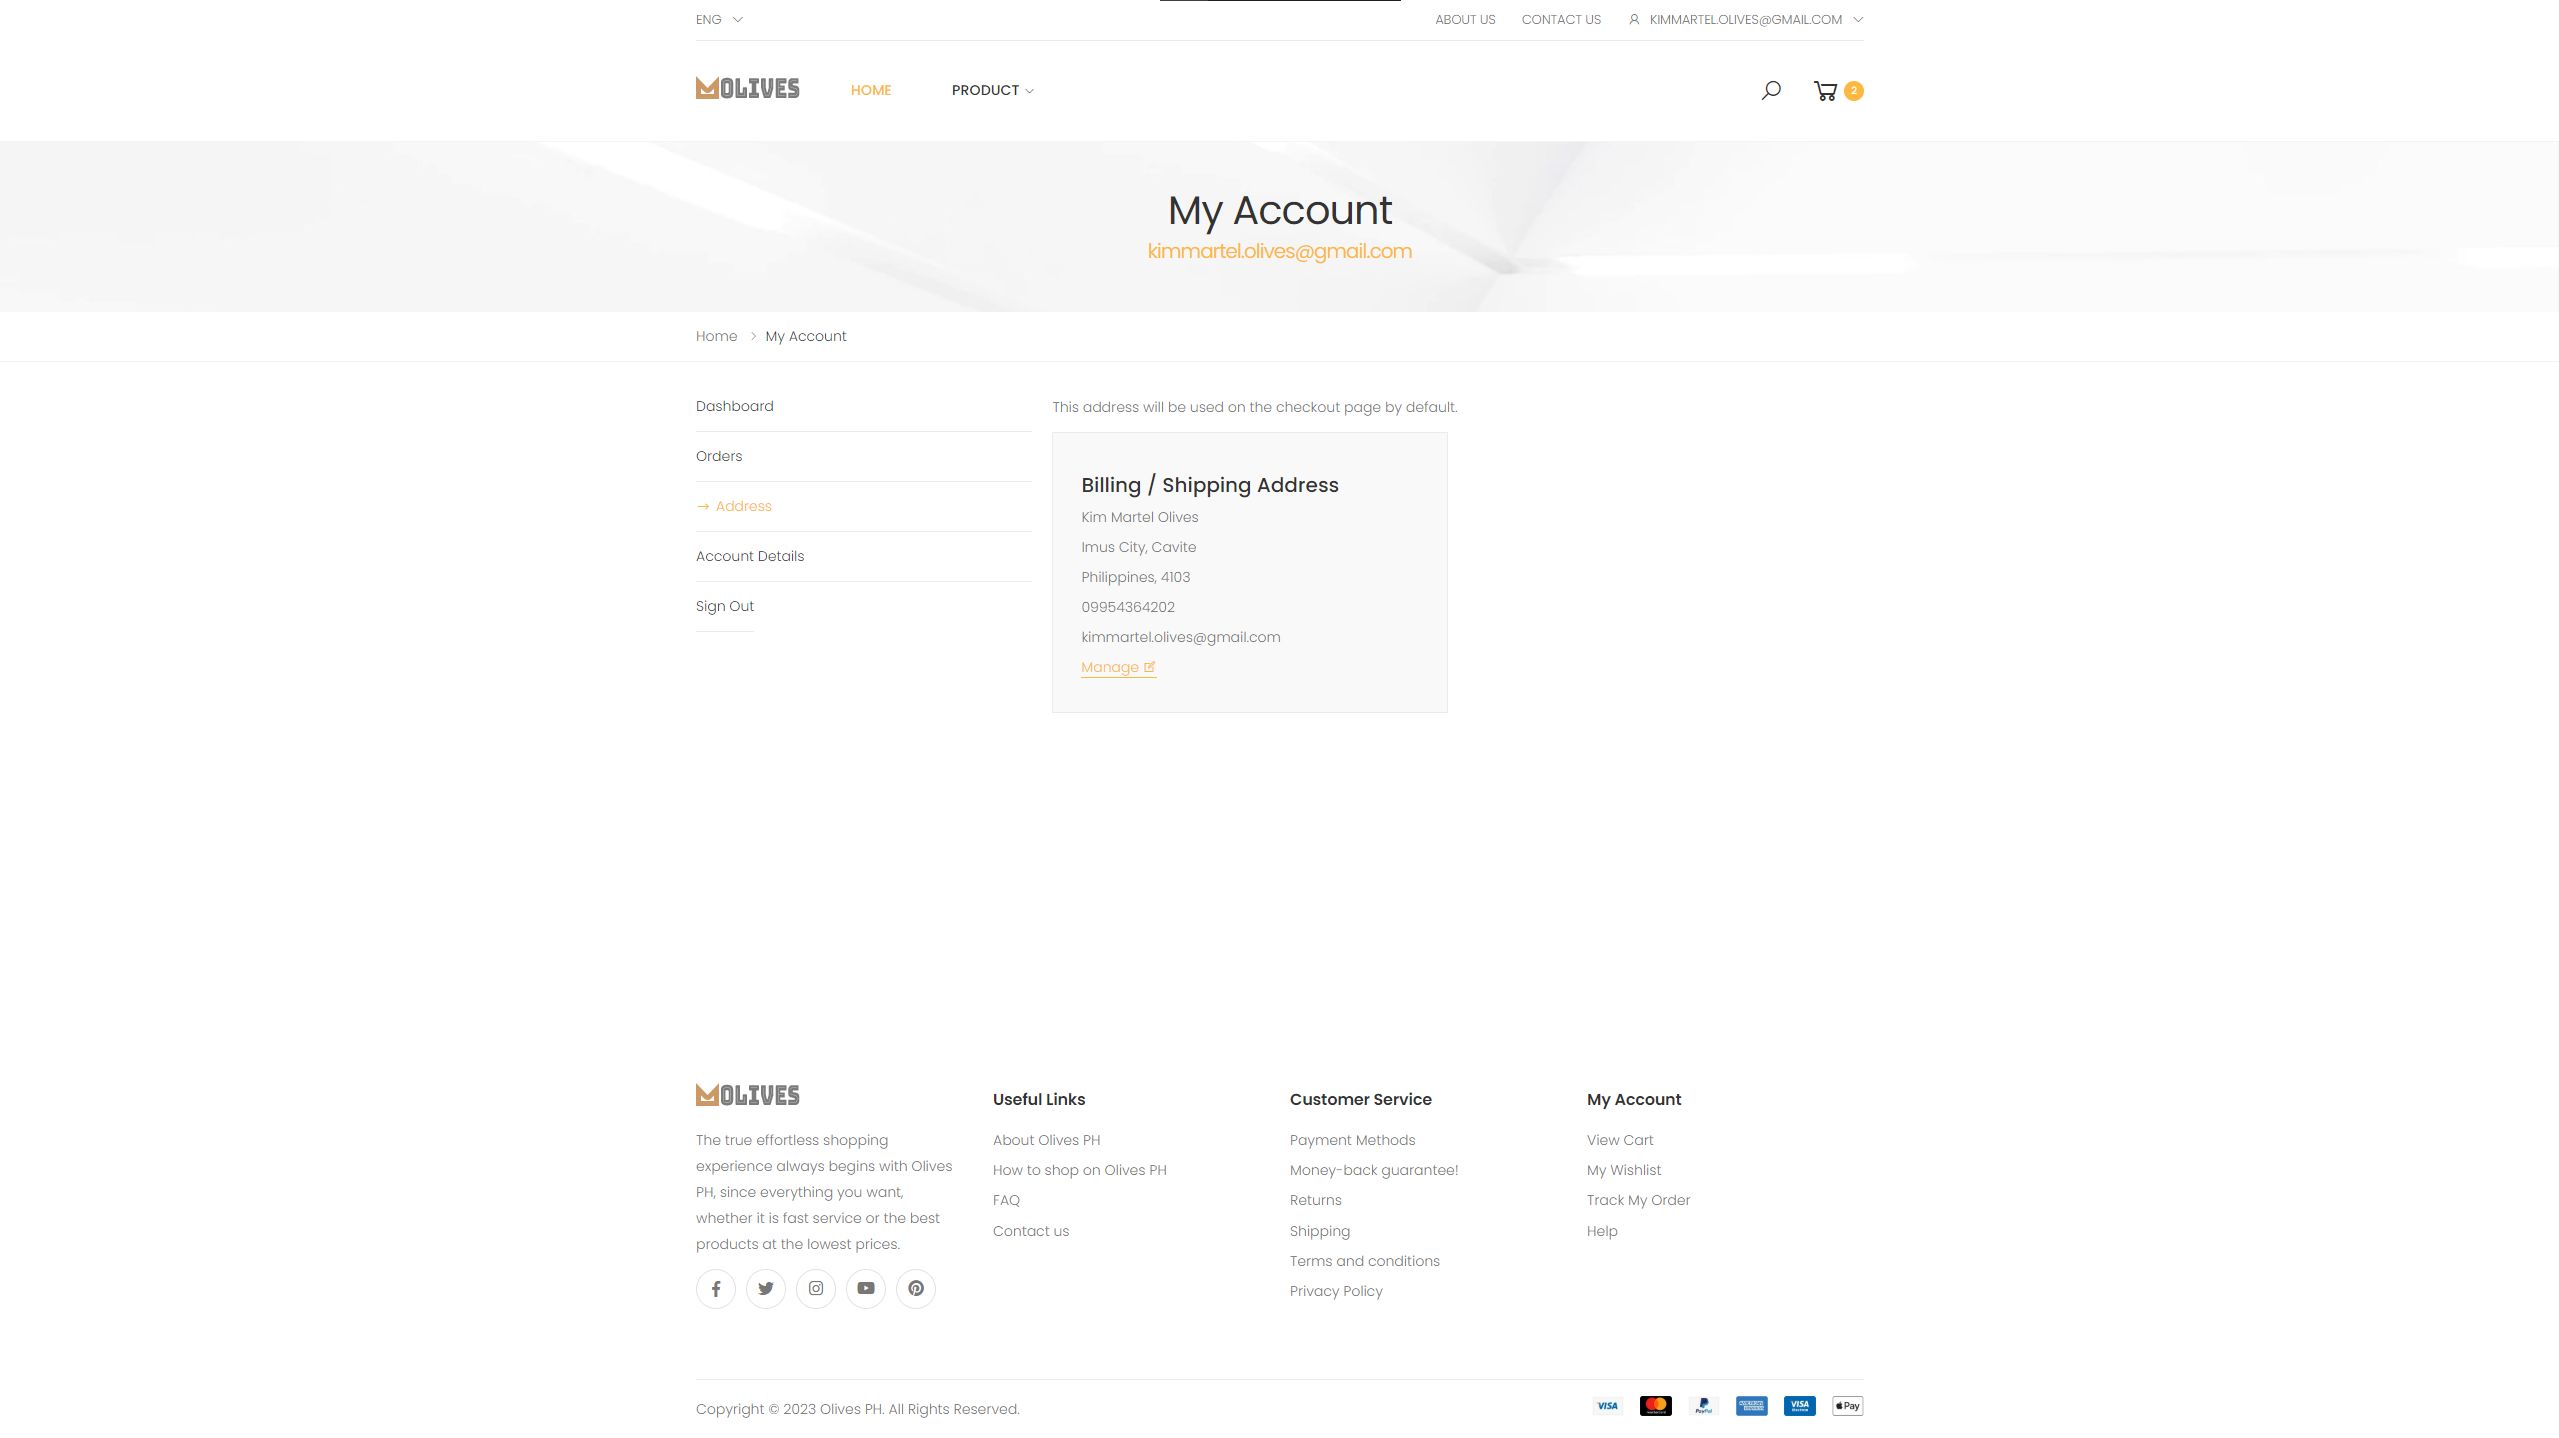 ENG
ABOUT US
CONTACT US
KIMMARTEL.OLIVES@GMAIL.COM
OLIVES
HOME
PRODUCT
2
My Account
kimmartel.olives@gmail.com
Home
My Account
Dashboard
Orders
Address
Account Details
Sign Out
This address will be used on the checkout page by default.
Billing / Shipping Address
Kim Martel Olives
Imus City, Cavite
Philippines, 4103
09954364202
kimmartel.olives@gmail.com
Manage
OLIVES
The true effortless shopping
experience always begins with Olives
PH, since everything you want,
whether it is fast service or the best
products at the lowest prices.
Useful Links
About Olives PH
How to shop on Olives PH
FAQ
Contact us
Customer Service
Payment Methods
Money-back guarantee!
Returns
Shipping
Terms and conditions
Privacy Policy
My Account
View Cart
My Wishlist
Track My Order
Help
Copyright © 2023 Olives PH. All Rights Reserved.
VISA
PayPal
VISA
Pay